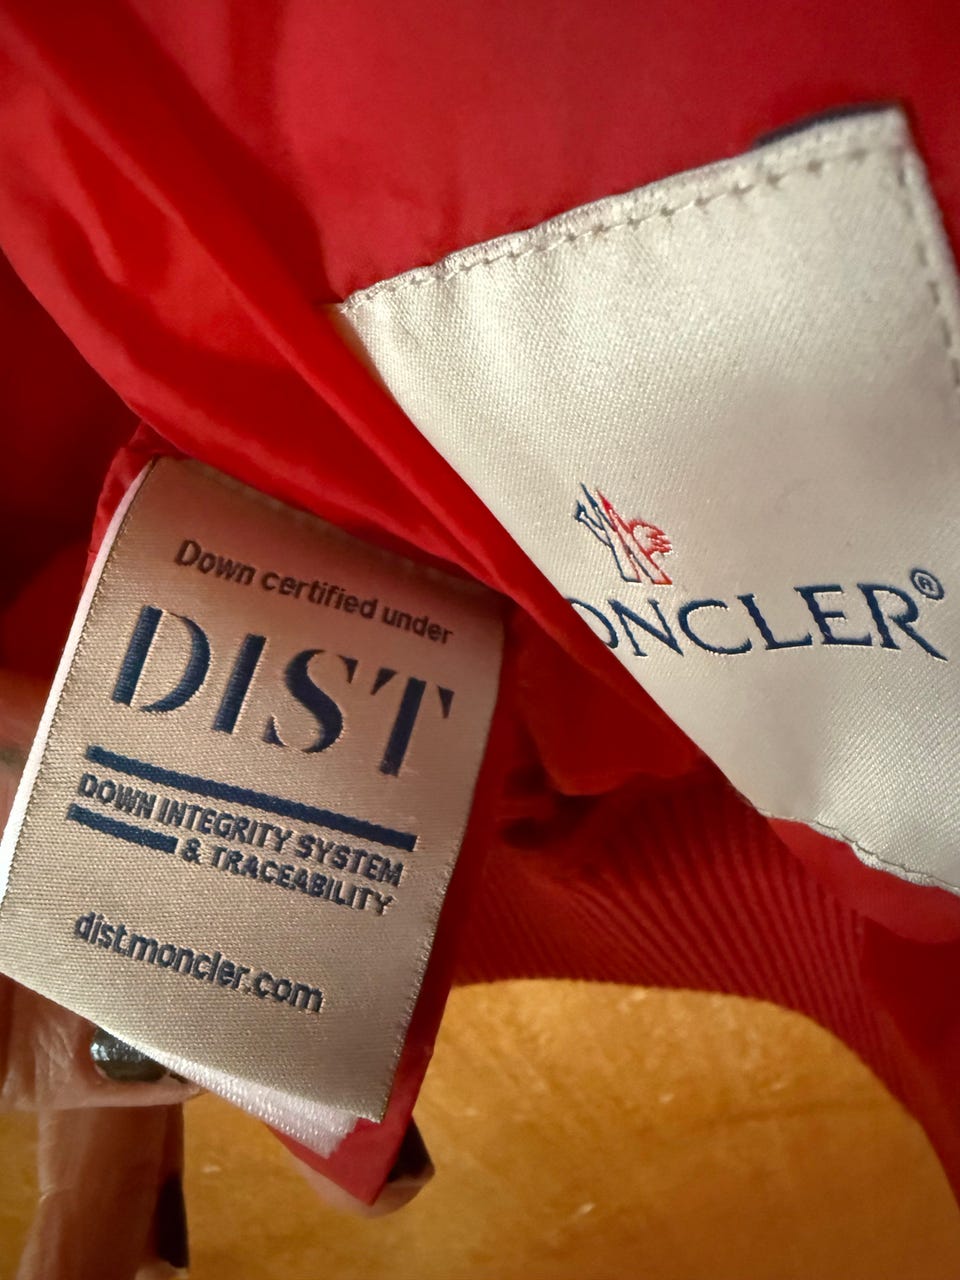 Down certified under
DIST
DOWN INTEGRITY SYSTEM
& TRACEABILITY
dist.moncler.com
ONCLER®